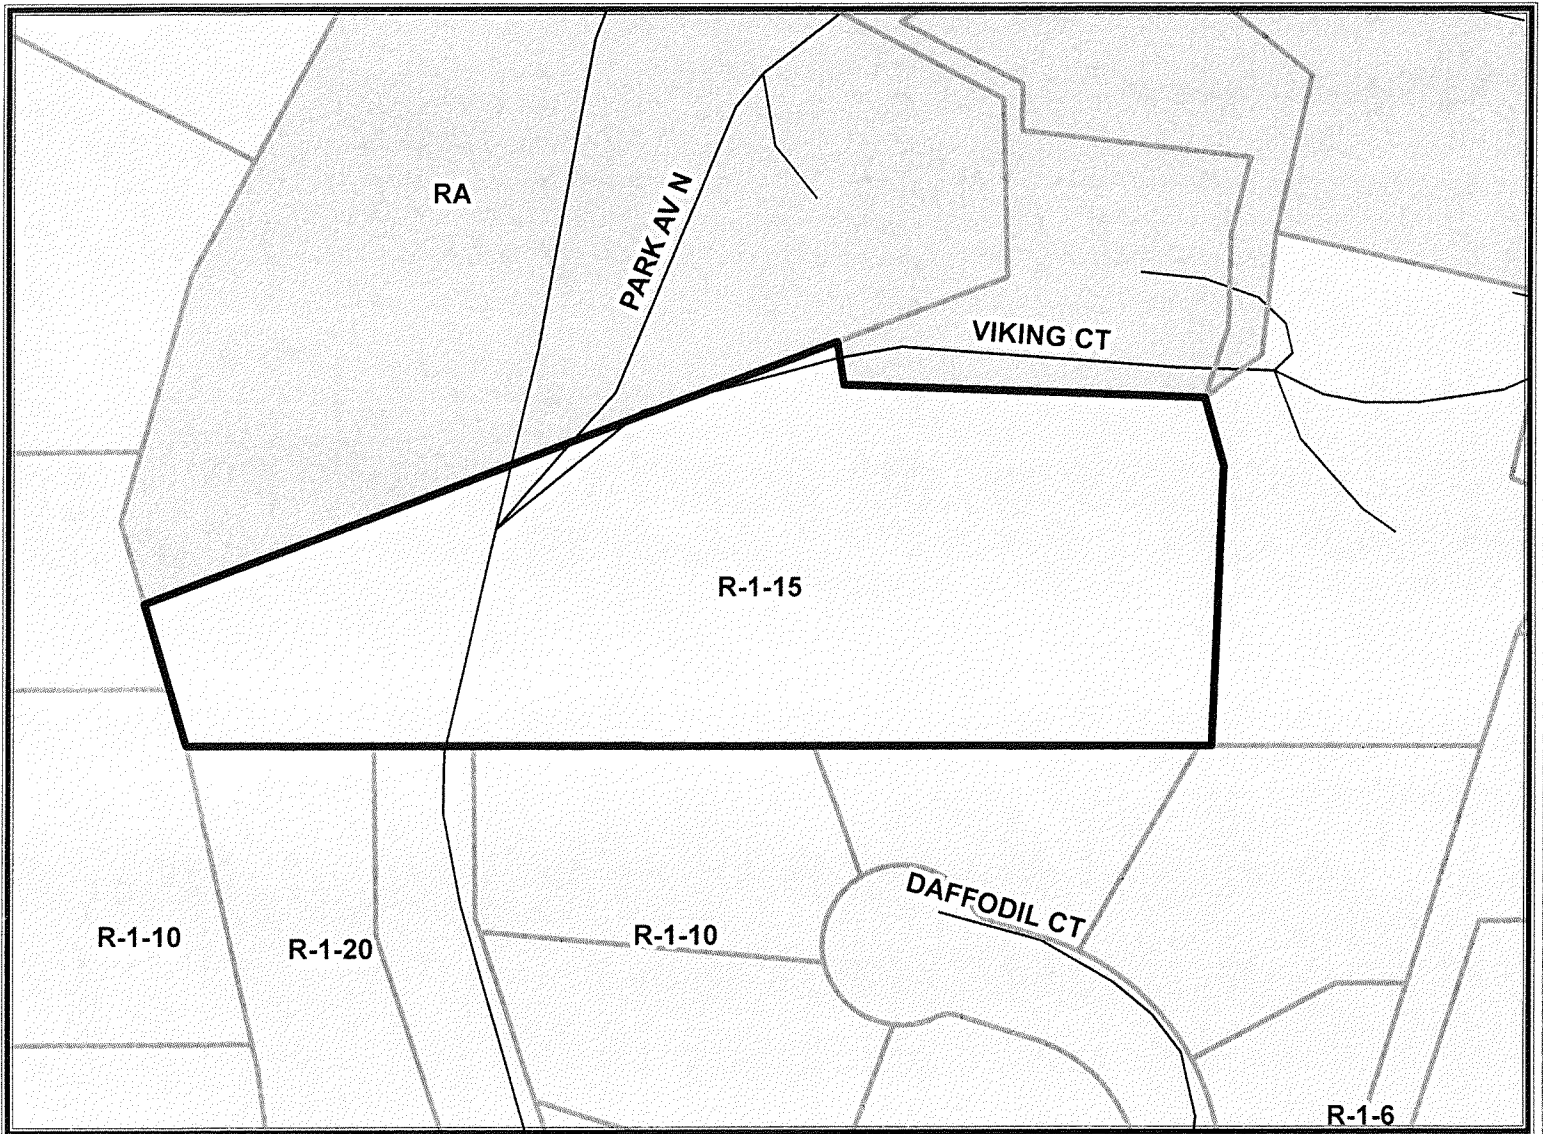 RA
PARK AV N
VIKING CT
R-1-15
DAFFODIL CT
R-1-10
R-1-20
R-1-10
R-1-6